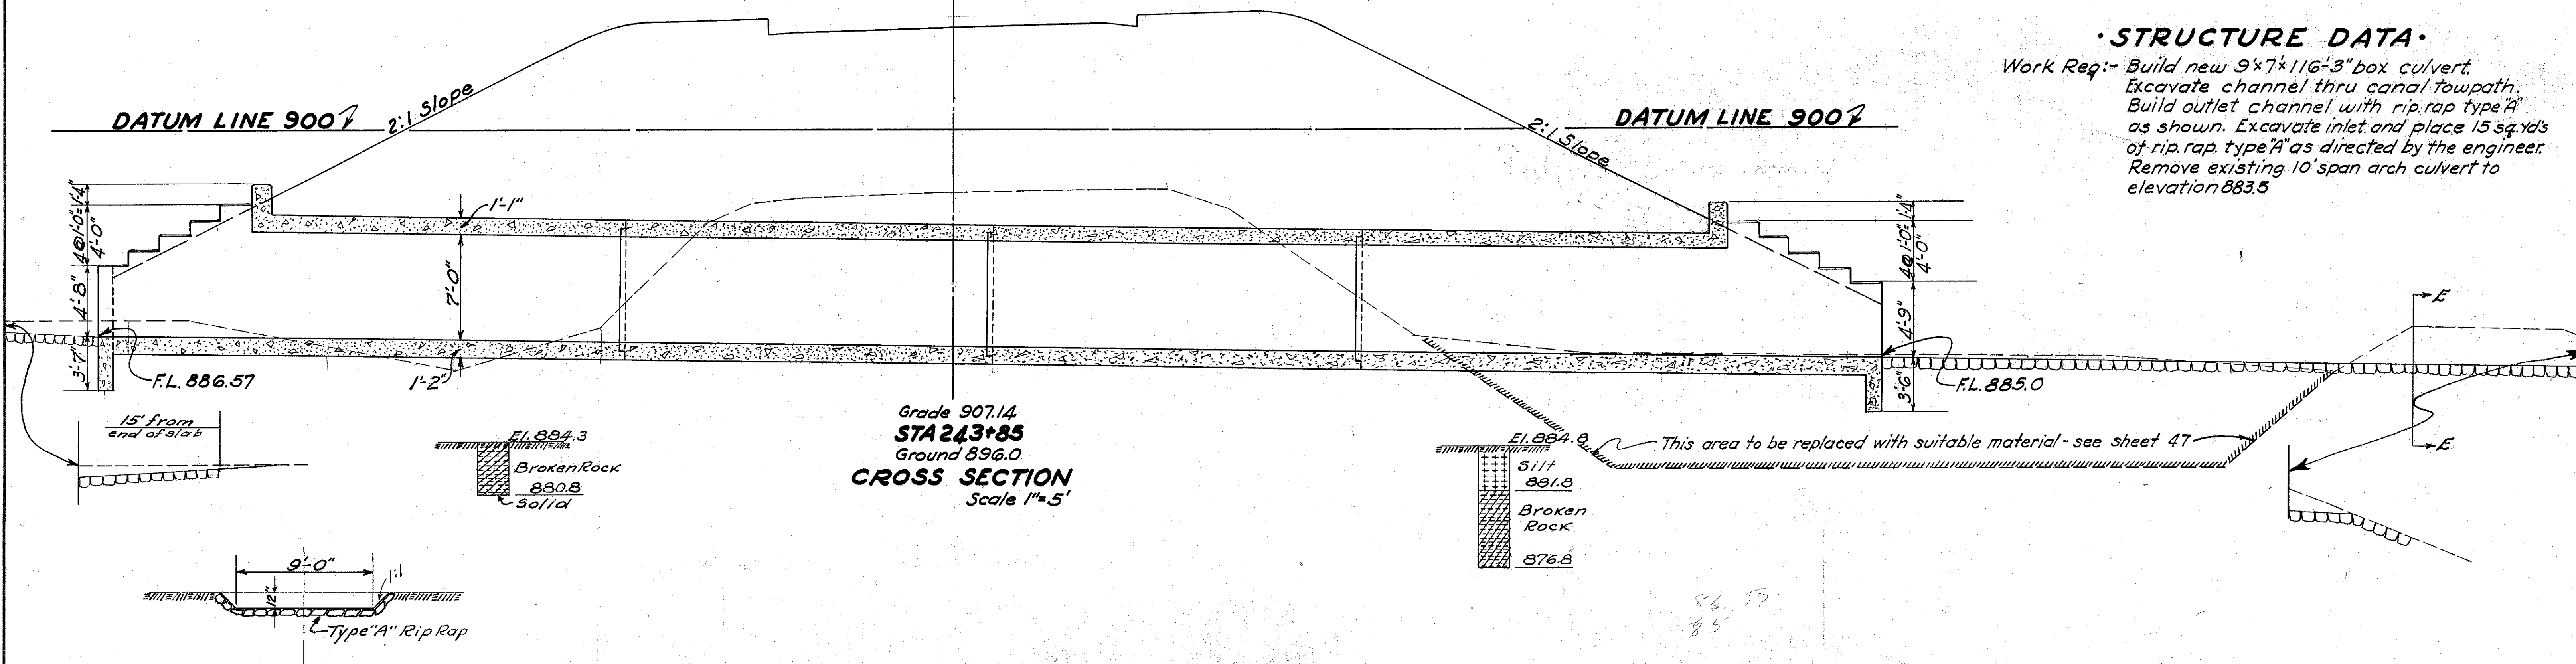 ·STRUCTURE DATA·
Work Req:- Build new 9'x7'x116'-3" box culvert.
Excavate channel thru canal towpath.
Build outlet channel with rip. rap type "A"
as shown. Excavate inlet and place 15 sq. yd's
of rip. rap. type "A" as directed by the engineer.
Remove existing 10' span arch culvert to
elevation 883.5
DATUM LINE 900
2:1 Slope
DATUM LINE 900
2:1 Slope
1'-4"
4@1'-0"=
4'-0"
4'-8"
3'-7"
1'-1"
7'-0"
1'-2"
F.L. 886.57
1'-4"
4@ 1'-0"=
4'-0"
4'-9"
3'-6"
F.L. 885.0
E
E
15' from
end of slab
El. 884.3
Broken Rock
880.8
Solid
Grade 907.14
STA 243+85
Ground 896.0
CROSS SECTION
Scale 1"=5'
El. 884.8
Silt
881.8
Broken
Rock
876.8
This area to be replaced with suitable material - see sheet 47
9'-0"
12"
1:1
Type "A" Rip Rap
86.57
85